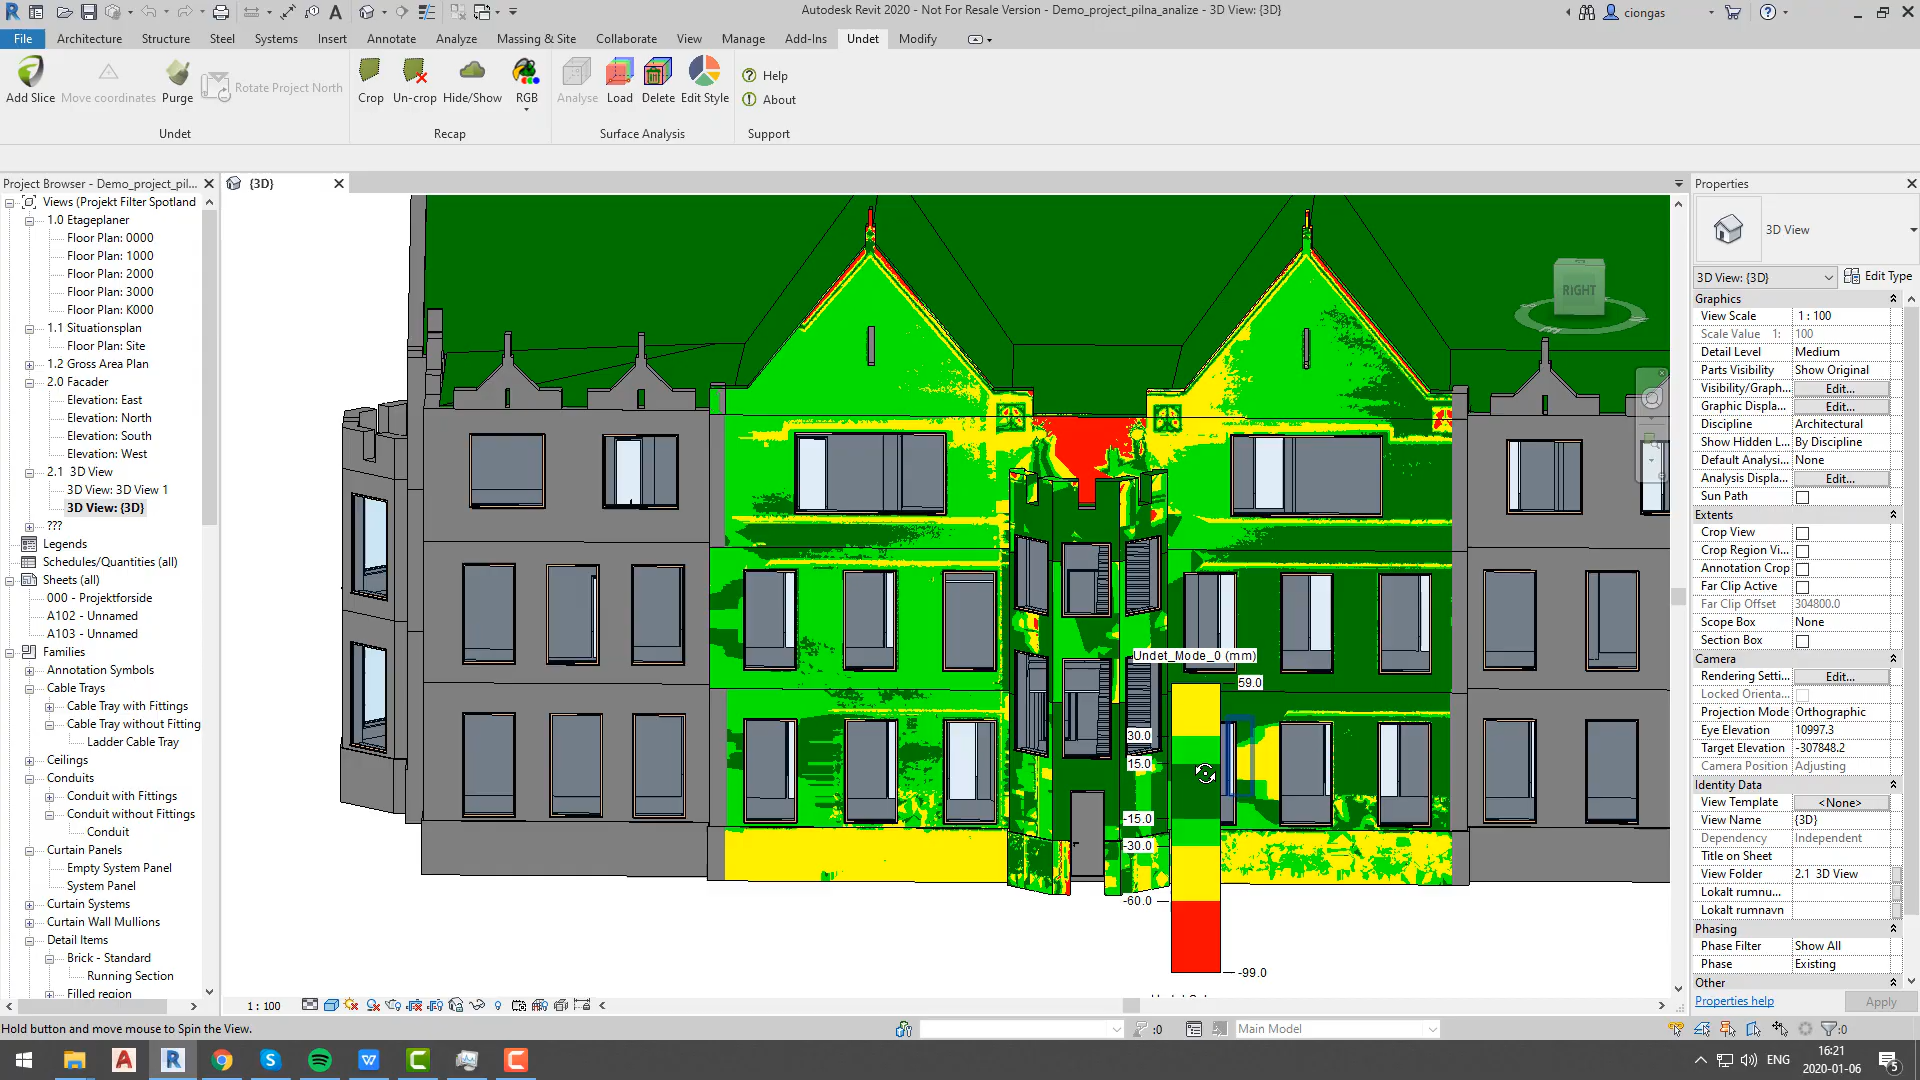 Autodesk Revit 2020 - Not For Resale Version - Demo_project_pilna_analize - 3D View: {3D}
ciongas
File Architecture Structure Steel Systems Insert Annotate Analyze Massing & Site Collaborate View Manage Add-Ins Undet Modify
Add Slice Move coordinates Purge Rotate Project North Crop Un-crop Hide/Show RGB Analyse Load Delete Edit Style Help
About
Undet Recap Surface Analysis Support
Project Browser - Demo_project_pil...
{3D}
Properties
Views (Projekt Filter Spotland
1.0 Etageplaner
Floor Plan: 0000
Floor Plan: 1000
Floor Plan: 2000
Floor Plan: 3000
Floor Plan: K000
1.1 Situationsplan
Floor Plan: Site
1.2 Gross Area Plan
2.0 Facader
Elevation: East
Elevation: North
Elevation: South
Elevation: West
2.1 3D View
3D View: 3D View 1
3D View: {3D}
???
Legends
Schedules/Quantities (all)
Sheets (all)
000 - Projektforside
A102 - Unnamed
A103 - Unnamed
Families
Annotation Symbols
Cable Trays
Cable Tray with Fittings
Cable Tray without Fitting
Ladder Cable Tray
Ceilings
Conduits
Conduit with Fittings
Conduit without Fittings
Conduit
Curtain Panels
Empty System Panel
System Panel
Curtain Systems
Curtain Wall Mullions
Detail Items
Brick - Standard
Running Section
Filled region
RIGHT
Undet_Mode_0 (mm)
59.0
30.0
15.0
-15.0
-30.0
-60.0
-99.0
3D View
3D View: {3D} Edit Type
Graphics
View Scale 1 : 100
Scale Value 1: 100
Detail Level Medium
Parts Visibility Show Original
Visibility/Graph... Edit...
Graphic Displa... Edit...
Discipline Architectural
Show Hidden L... By Discipline
Default Analysi... None
Analysis Displa... Edit...
Sun Path
Extents
Crop View
Crop Region Vi...
Annotation Crop
Far Clip Active
Far Clip Offset 304800.0
Scope Box None
Section Box
Camera
Rendering Setti... Edit...
Locked Orienta...
Projection Mode Orthographic
Eye Elevation 10997.3
Target Elevation -307848.2
Camera Position Adjusting
Identity Data
View Template <None>
View Name {3D}
Dependency Independent
Title on Sheet
View Folder 2.1 3D View
Lokalt rumnu...
Lokalt rumnavn
Phasing
Phase Filter Show All
Phase Existing
Other
Properties help Apply
1 : 100
Hold button and move mouse to Spin the View.
:0
Main Model
:0
ENG
16:21
2020-01-06
5